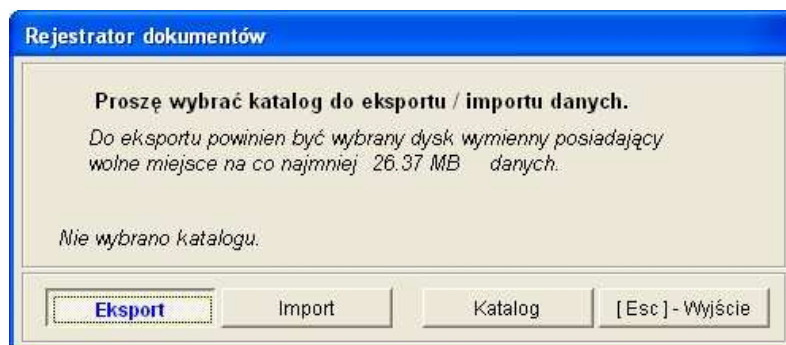 Rejestrator dokumentów
Proszę wybrać katalog do eksportu / importu danych.
Do eksportu powinien być wybrany dysk wymienny posiadający
wolne miejsce na co najmniej 26.37 MB danych.
Nie wybrano katalogu.
Eksport Import Katalog [ Esc ] - Wyjście